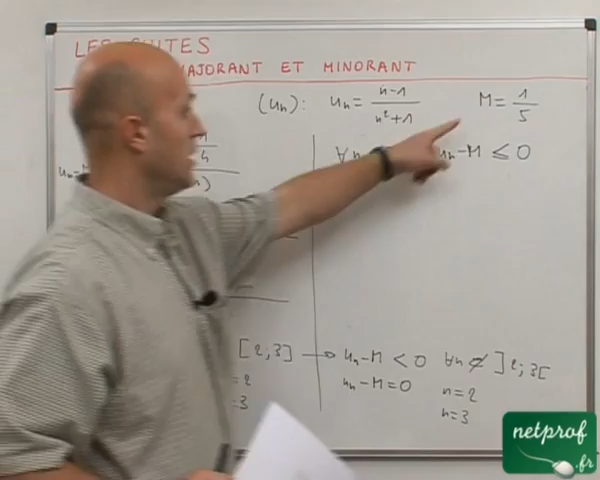 LES SUITES
MAJORANT ET MINORANT
(un): un = n-1 / n²+1 M = 1/5
∀n un-M ≤ 0
[2;3] → un-M < 0 ∀n ∉ ]2;3[
=2 un-M=0 n=2
=3 n=3
netprof
.fr